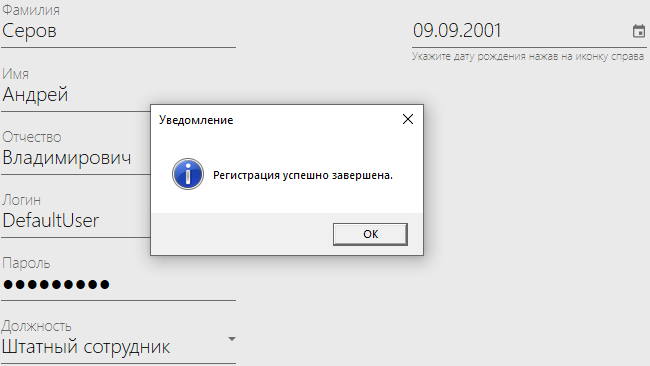 Фамилия
Серов
09.09.2001
Укажите дату рождения нажав на иконку справа
Имя
Андрей
Отчество
Владимирович
Логин
DefaultUser
Пароль
●●●●●●●●●
Должность
Штатный сотрудник
Уведомление
Регистрация успешно завершена.
OK